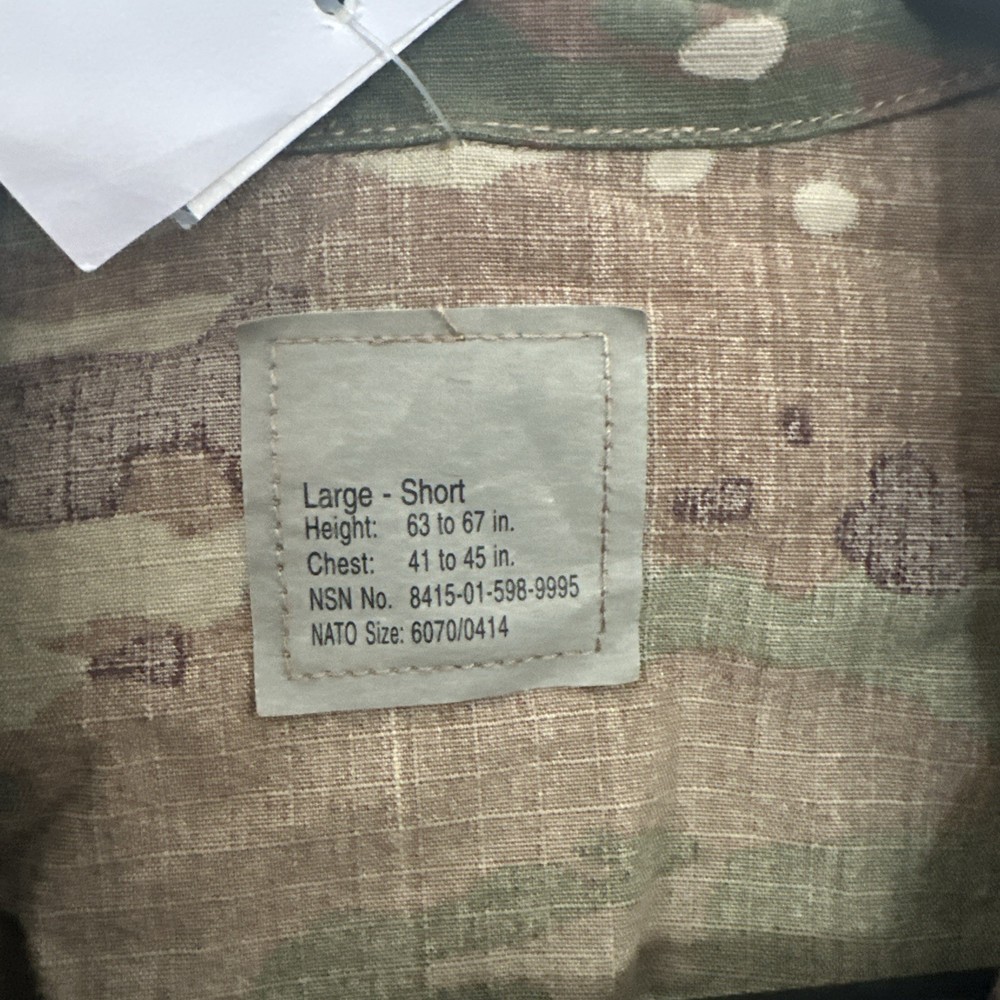 Large - Short
Height: 63 to 67 in.
Chest: 41 to 45 in.
NSN No. 8415-01-598-9995
NATO Size: 6070/0414